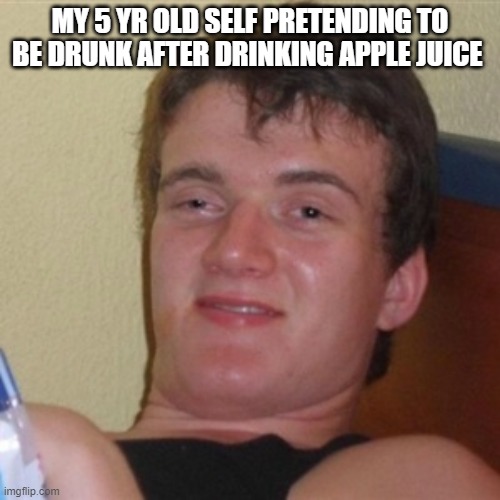 MY 5 YR OLD SELF PRETENDING TO
BE DRUNK AFTER DRINKING APPLE JUICE
imgflip.com